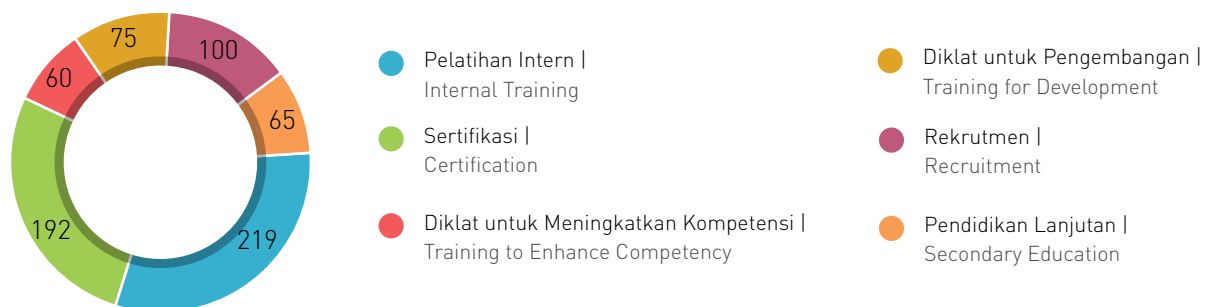 75
100
60
65
192
219
Pelatihan Intern |
Internal Training
Sertifikasi |
Certification
Diklat untuk Meningkatkan Kompetensi |
Training to Enhance Competency
Diklat untuk Pengembangan |
Training for Development
Rekrutmen |
Recruitment
Pendidikan Lanjutan |
Secondary Education